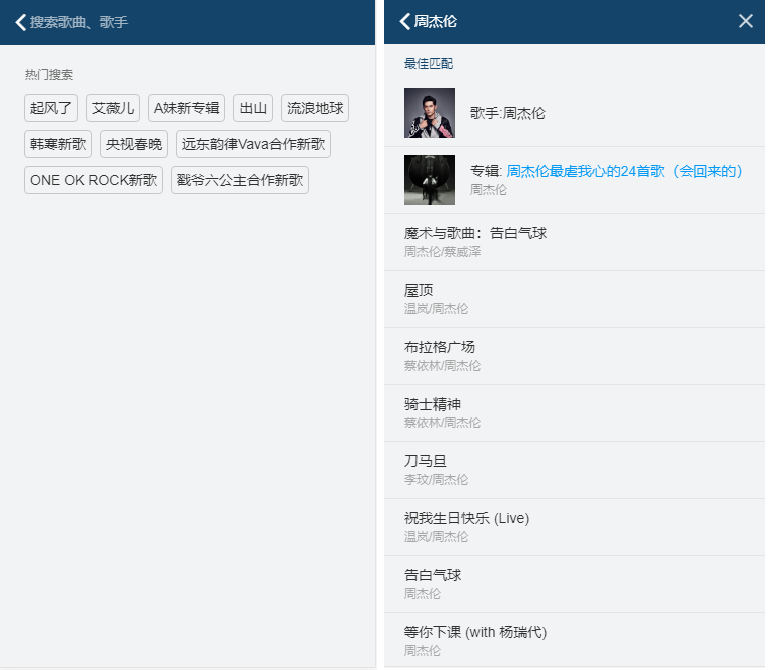 搜索歌曲、歌手
热门搜索
起风了 艾薇儿 A妹新专辑 出山 流浪地球
韩寒新歌 央视春晚 远东韵律Vava合作新歌
ONE OK ROCK新歌 戳爷六公主合作新歌
周杰伦
最佳匹配
歌手:周杰伦
专辑: 周杰伦最虐我心的24首歌（会回来的）
周杰伦
魔术与歌曲：告白气球
周杰伦/蔡威泽
屋顶
温岚/周杰伦
布拉格广场
蔡依林/周杰伦
骑士精神
蔡依林/周杰伦
刀马旦
李玟/周杰伦
祝我生日快乐 (Live)
温岚/周杰伦
告白气球
周杰伦
等你下课 (with 杨瑞代)
周杰伦